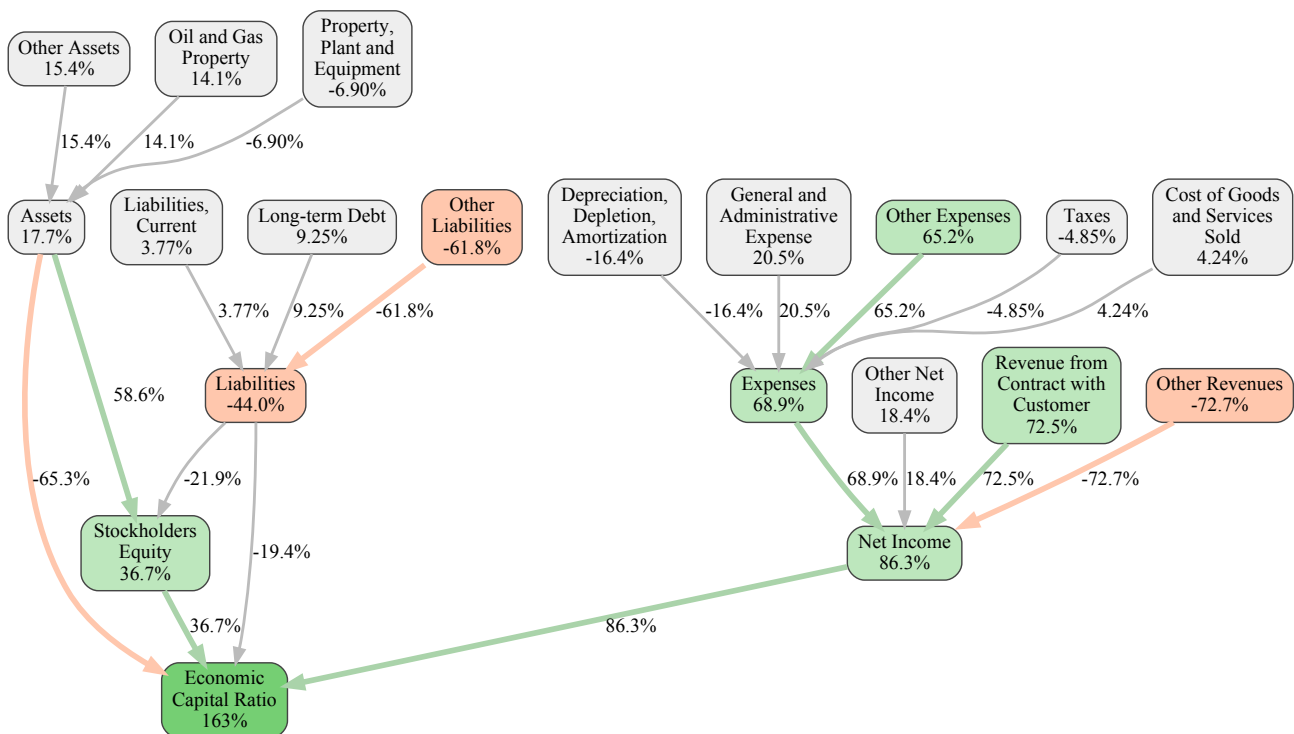 Other Assets
15.4%
Oil and Gas
Property
14.1%
Property,
Plant and
Equipment
-6.90%
15.4%
14.1%
-6.90%
Assets
17.7%
Liabilities,
Current
3.77%
Long-term Debt
9.25%
Other
Liabilities
-61.8%
Depreciation,
Depletion,
Amortization
-16.4%
General and
Administrative
Expense
20.5%
Other Expenses
65.2%
Taxes
-4.85%
Cost of Goods
and Services
Sold
4.24%
3.77%
9.25%
-61.8%
-16.4%
20.5%
65.2%
-4.85%
4.24%
58.6%
Liabilities
-44.0%
Expenses
68.9%
Other Net
Income
18.4%
Revenue from
Contract with
Customer
72.5%
Other Revenues
-72.7%
-65.3%
-21.9%
68.9%
18.4%
72.5%
-72.7%
Stockholders
Equity
36.7%
-19.4%
Net Income
86.3%
36.7%
86.3%
Economic
Capital Ratio
163%